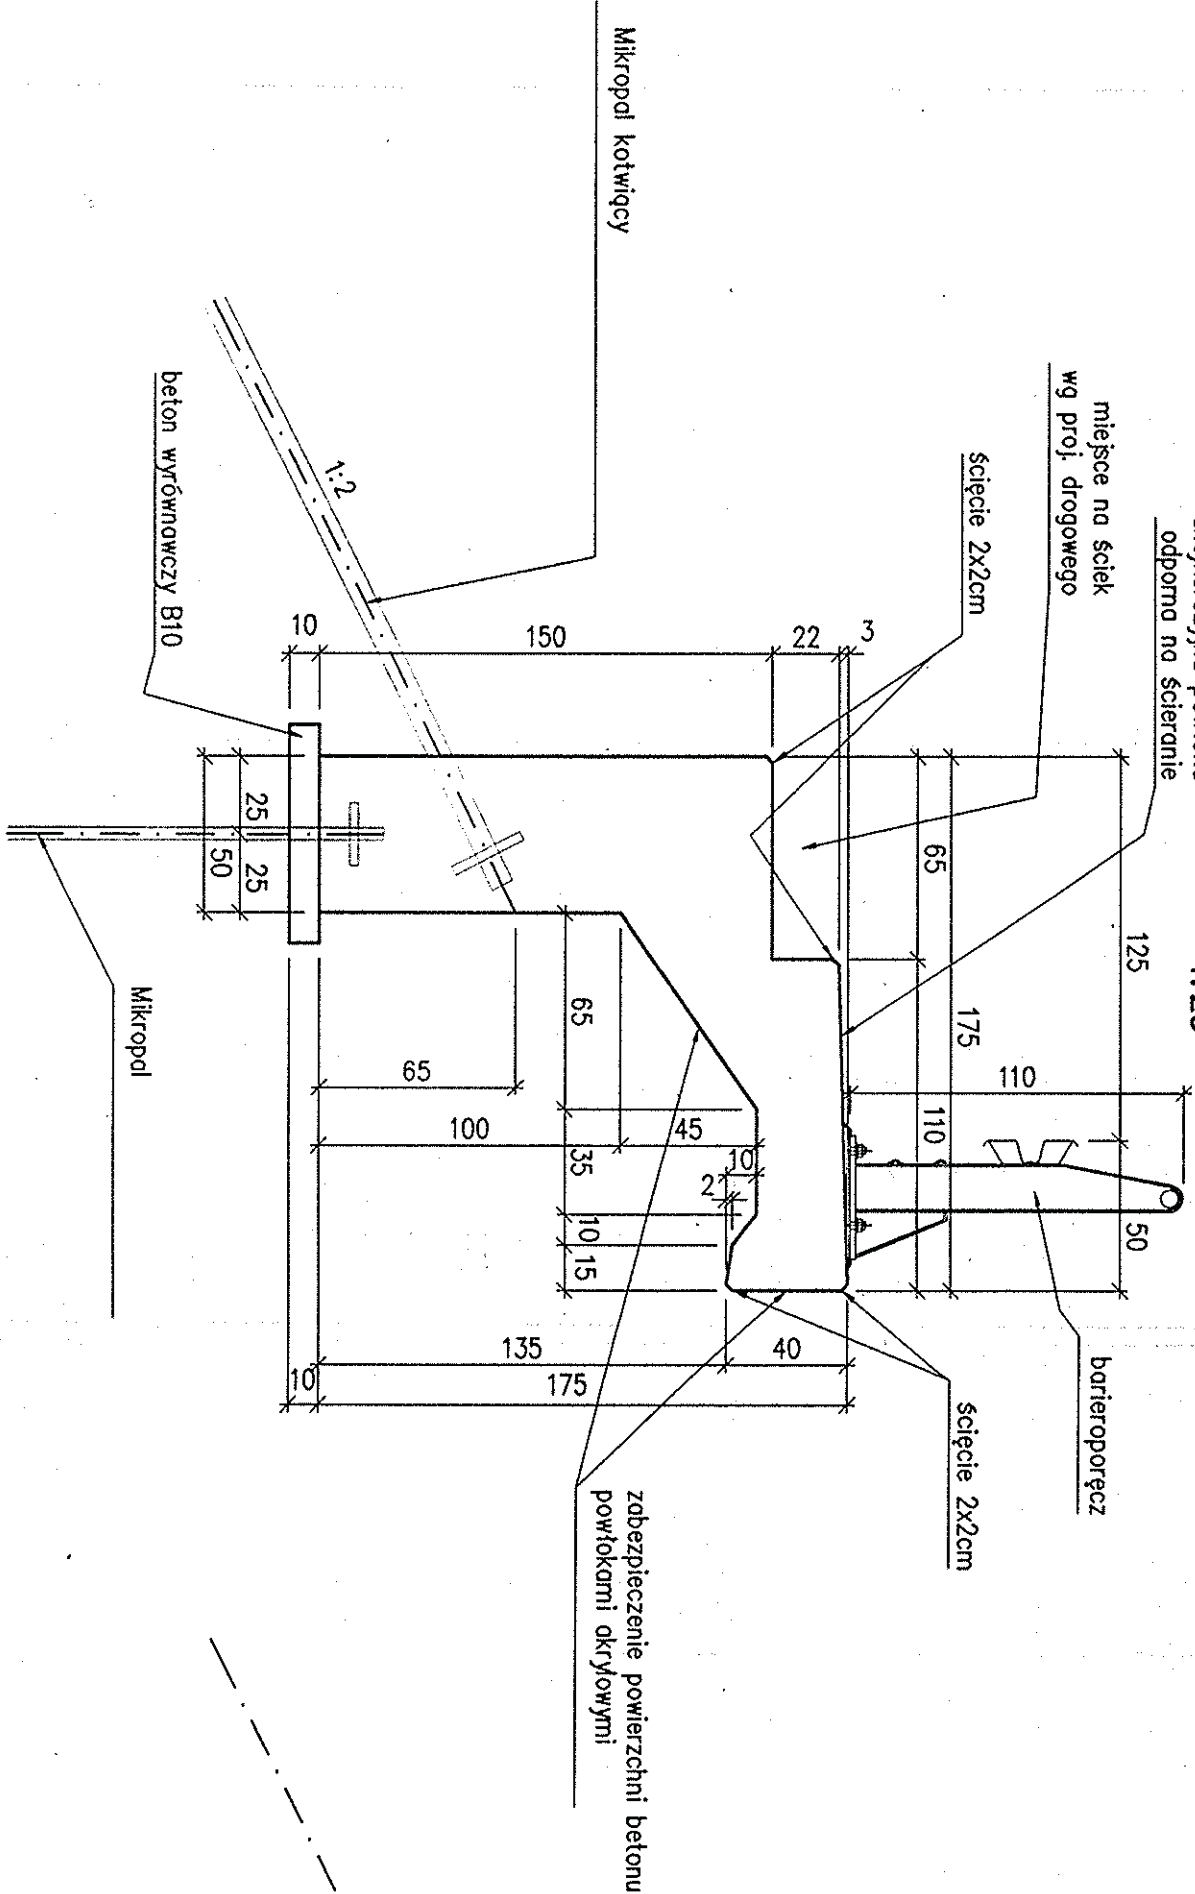 odporna na ścieranie
miejsce na ściek
wg proj. drogowego
ścięcie 2x2cm
Mikropal kotwiący
1:2
beton wyrównawczy B10
Mikropal
barieroporęcz
ścięcie 2x2cm
zabezpieczenie powierzchni betonu
powłokami akrylowymi
10
150
22
3
25
25
50
65
125
175
110
110
50
65
35
10
15
65
100
45
10
2
135
40
10
175